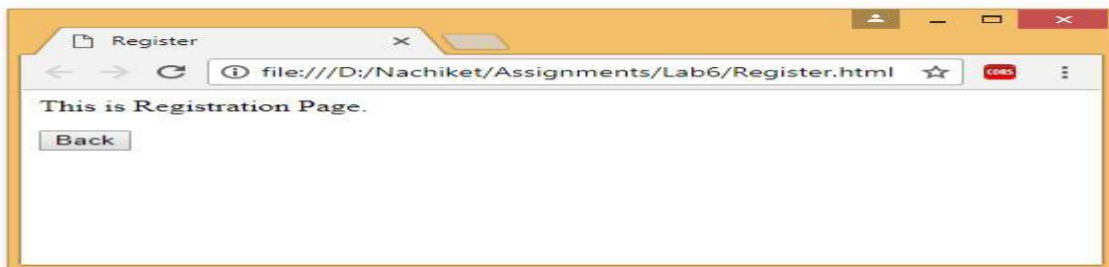 Register
file:///D:/Nachiket/Assignments/Lab6/Register.html
CORS
This is Registration Page.
Back